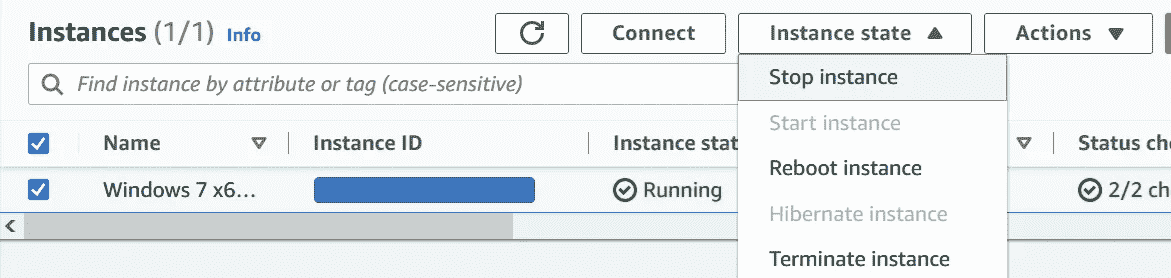 Instances (1/1) Info
Connect
Instance state
Actions
Find instance by attribute or tag (case-sensitive)
Stop instance
Start instance
Reboot instance
Hibernate instance
Terminate instance
Name
Instance ID
Instance stat
Status che
Windows 7 x6...
Running
2/2 ch